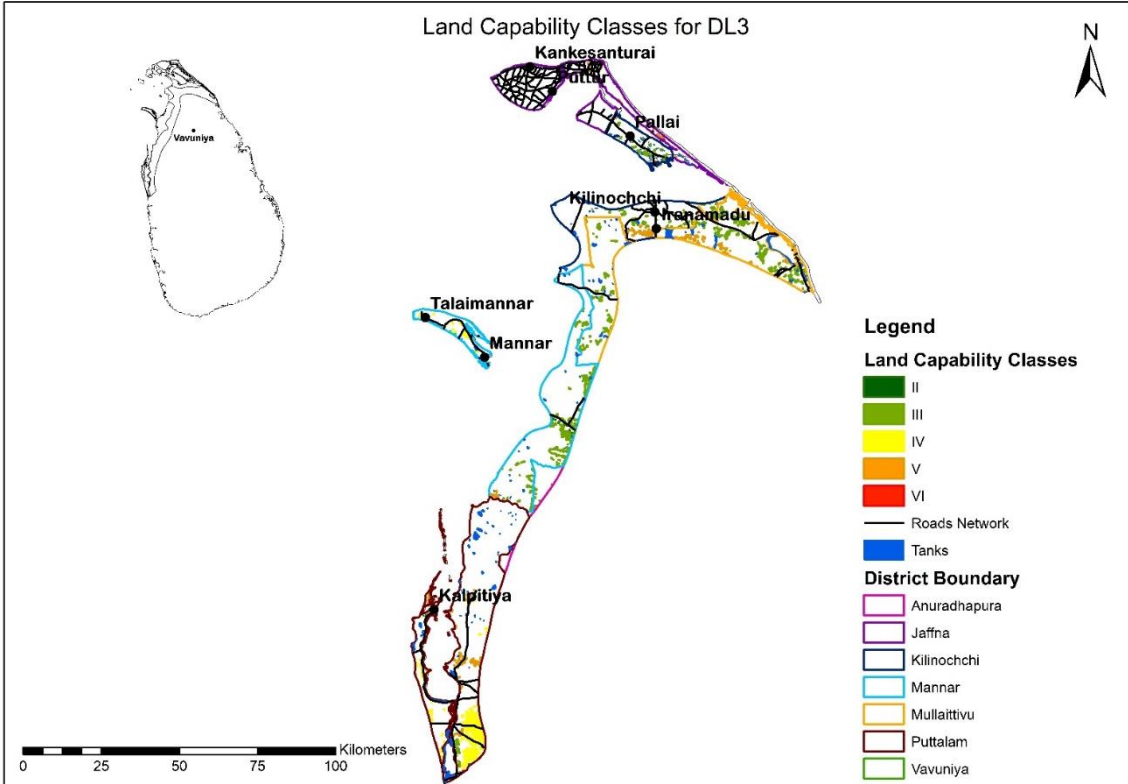 Land Capability Classes for DL3
N
Kankesanturai
Puttu
Vavuniya
Pallai
Kilinochchi
Iranamadu
Talaimannar
Mannar
Kalpitiya
Legend
Land Capability Classes
II
III
IV
V
VI
Roads Network
Tanks
District Boundary
Anuradhapura
Jaffna
Kilinochchi
Mannar
Mullaittivu
Puttalam
Vavuniya
Kilometers
0 25 50 75 100